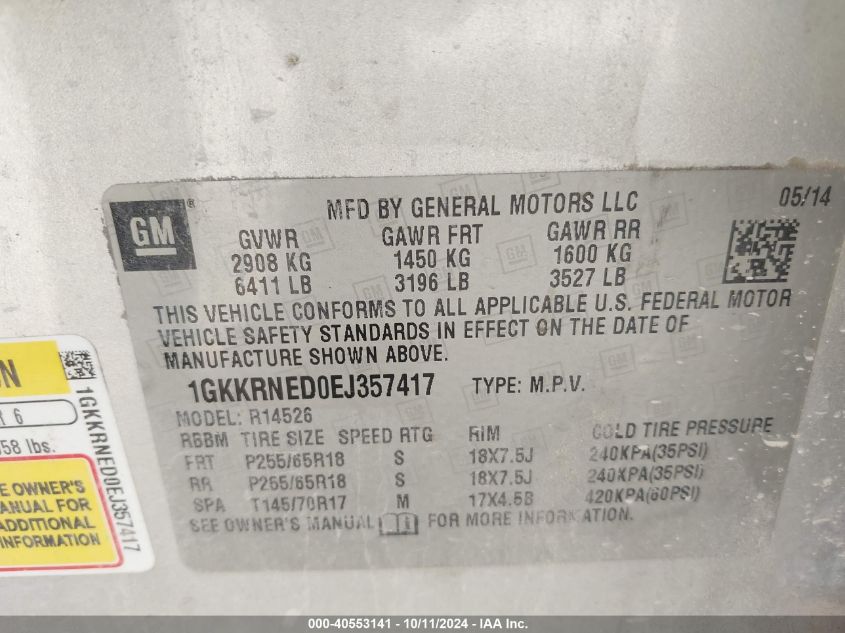 GM ®
MFD BY GENERAL MOTORS LLC
05/14
GVWR GAWR FRT GAWR RR
2908 KG 1450 KG 1600 KG
6411 LB 3196 LB 3527 LB
THIS VEHICLE CONFORMS TO ALL APPLICABLE U.S. FEDERAL MOTOR
VEHICLE SAFETY STANDARDS IN EFFECT ON THE DATE OF
MANUFACTURE SHOWN ABOVE.
1GKKRNED0EJ357417 TYPE: M.P.V.
MODEL: R14526
R6BM TIRE SIZE SPEED RTG RIM COLD TIRE PRESSURE
FRT P255/65R18 S 18X7.5J 240KPA(35PSI)
RR P255/65R18 S 18X7.5J 240KPA(35PSI)
SPA T145/70R17 M 17X4.5B 420KPA(60PSI)
SEE OWNER'S MANUAL FOR MORE INFORMATION.
ON
R 6
58 lbs.
E OWNER'S
ANUAL FOR
ADDITIONAL
INFORMATION
1GKKRNED0EJ357417
000-40553141 - 10/11/2024 - IAA Inc.